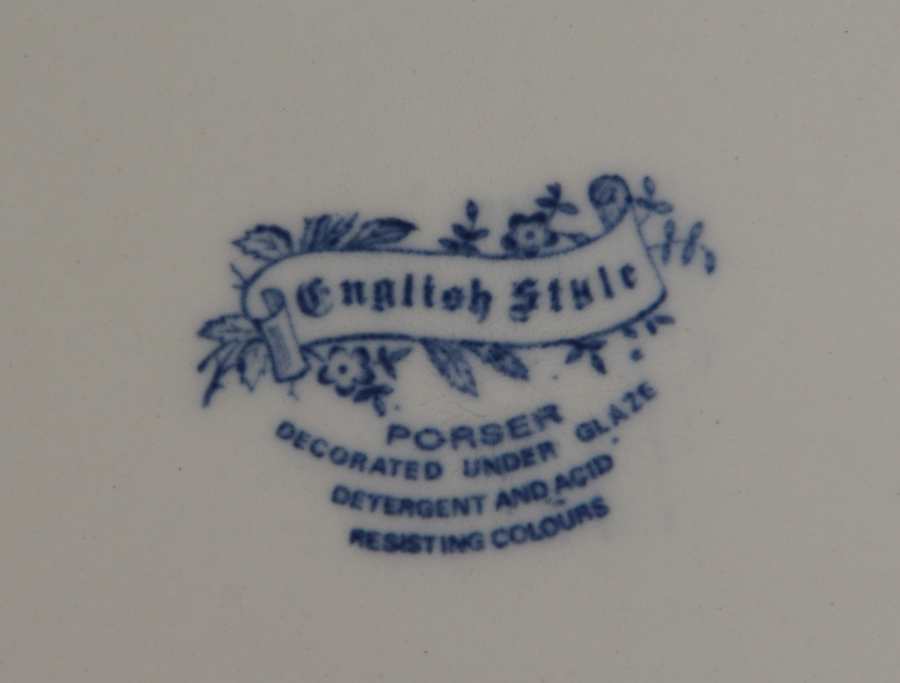 English Style
PORSER
DECORATED UNDER GLAZE
DETERGENT AND ACID
RESISTING COLOURS